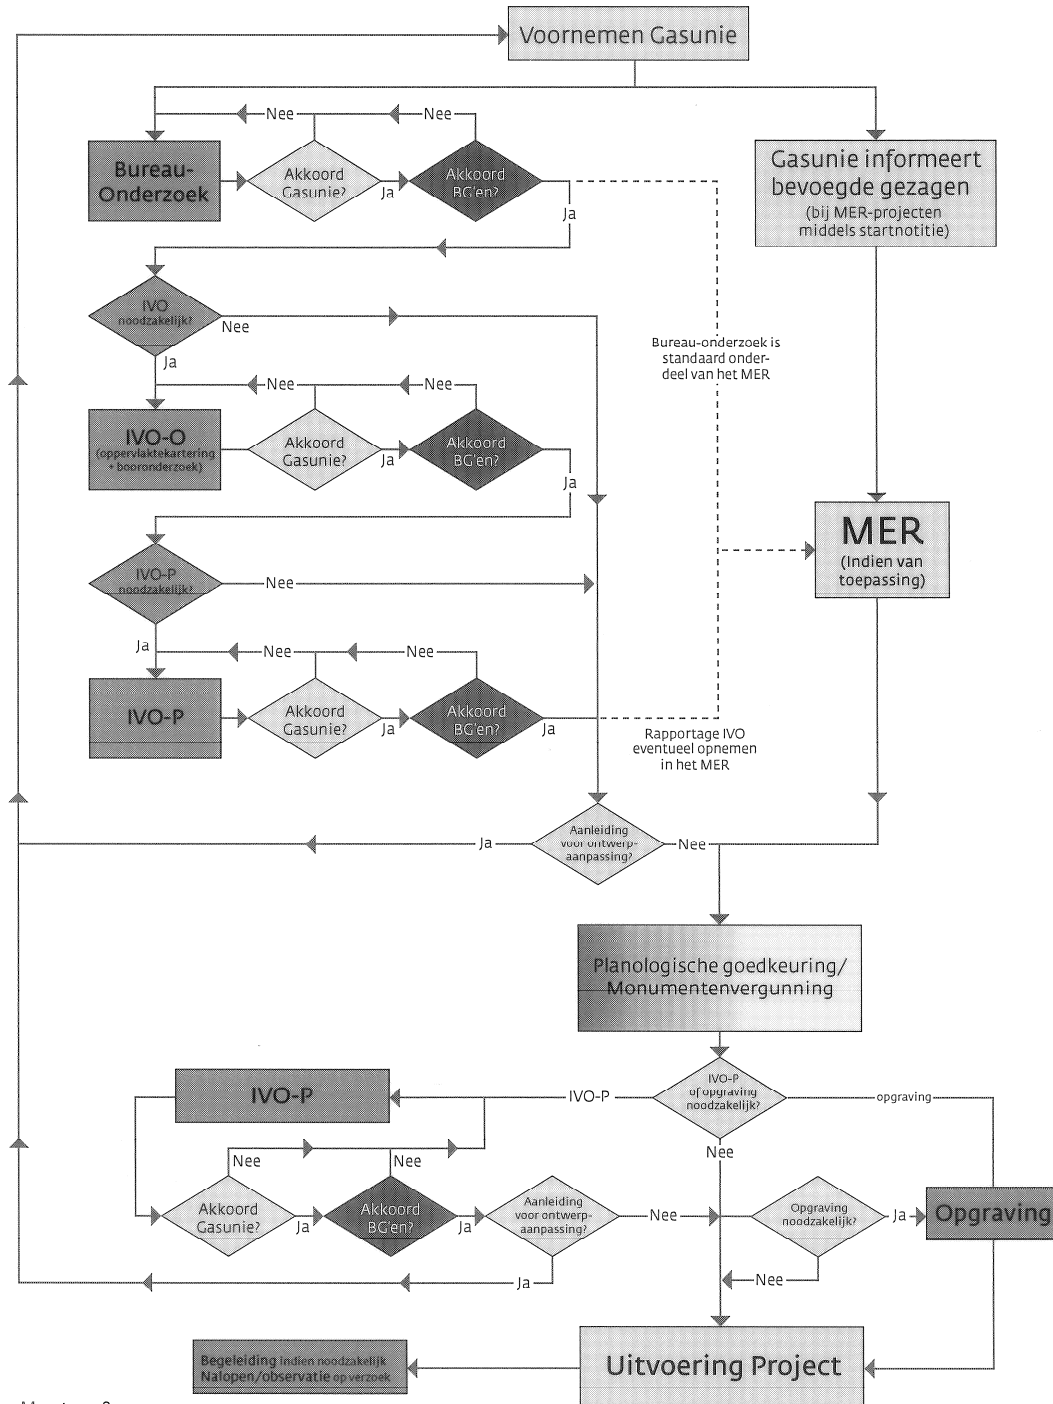 Voornemen Gasunie
Nee
Nee
Bureau-
Onderzoek
Akkoord
Gasunie?
Ja
Akkoord
BG'en?
Ja
Gasunie informeert
bevoegde gezagen
(bij MER-projecten
middels startnotitie)
IVO
noodzakelijk?
Nee
Ja
Bureau-onderzoek is
standaard onder-
deel van het MER
Nee
Nee
IVO-O
(oppervlaktekartering
+ booronderzoek)
Akkoord
Gasunie?
Ja
Akkoord
BG'en?
Ja
MER
(Indien van
toepassing)
IVO-P
noodzakelijk?
Nee
Ja
Nee
Nee
IVO-P
Akkoord
Gasunie?
Ja
Akkoord
BG'en?
Ja
Rapportage IVO
eventueel opnemen
in het MER
Ja
Aanleiding
voor ontwerp-
aanpassing?
Nee
Planologische goedkeuring/
Monumentenvergunning
IVO-P
IVO-P
IVO-P
of opgraving
noodzakelijk?
opgraving
Nee
Nee
Nee
Akkoord
Gasunie?
Ja
Akkoord
BG'en?
Ja
Aanleiding
voor ontwerp-
aanpassing?
Nee
Opgraving
noodzakelijk?
Ja
Opgraving
Ja
Nee
Begeleiding indien noodzakelijk
Nalopen/observatie op verzoek
Uitvoering Project